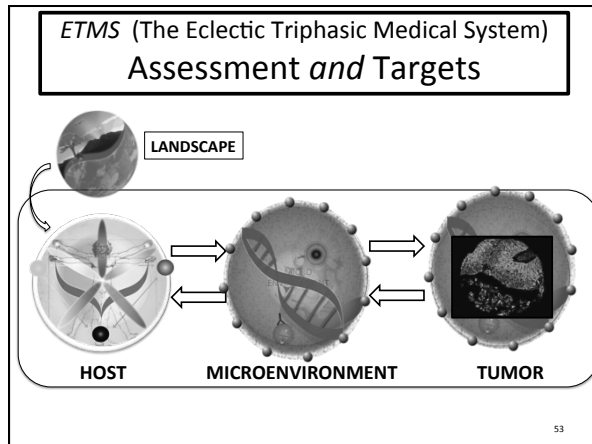 ETMS (The Eclectic Triphasic Medical System)
Assessment and Targets
LANDSCAPE
HOST
MICROENVIRONMENT
TUMOR
53